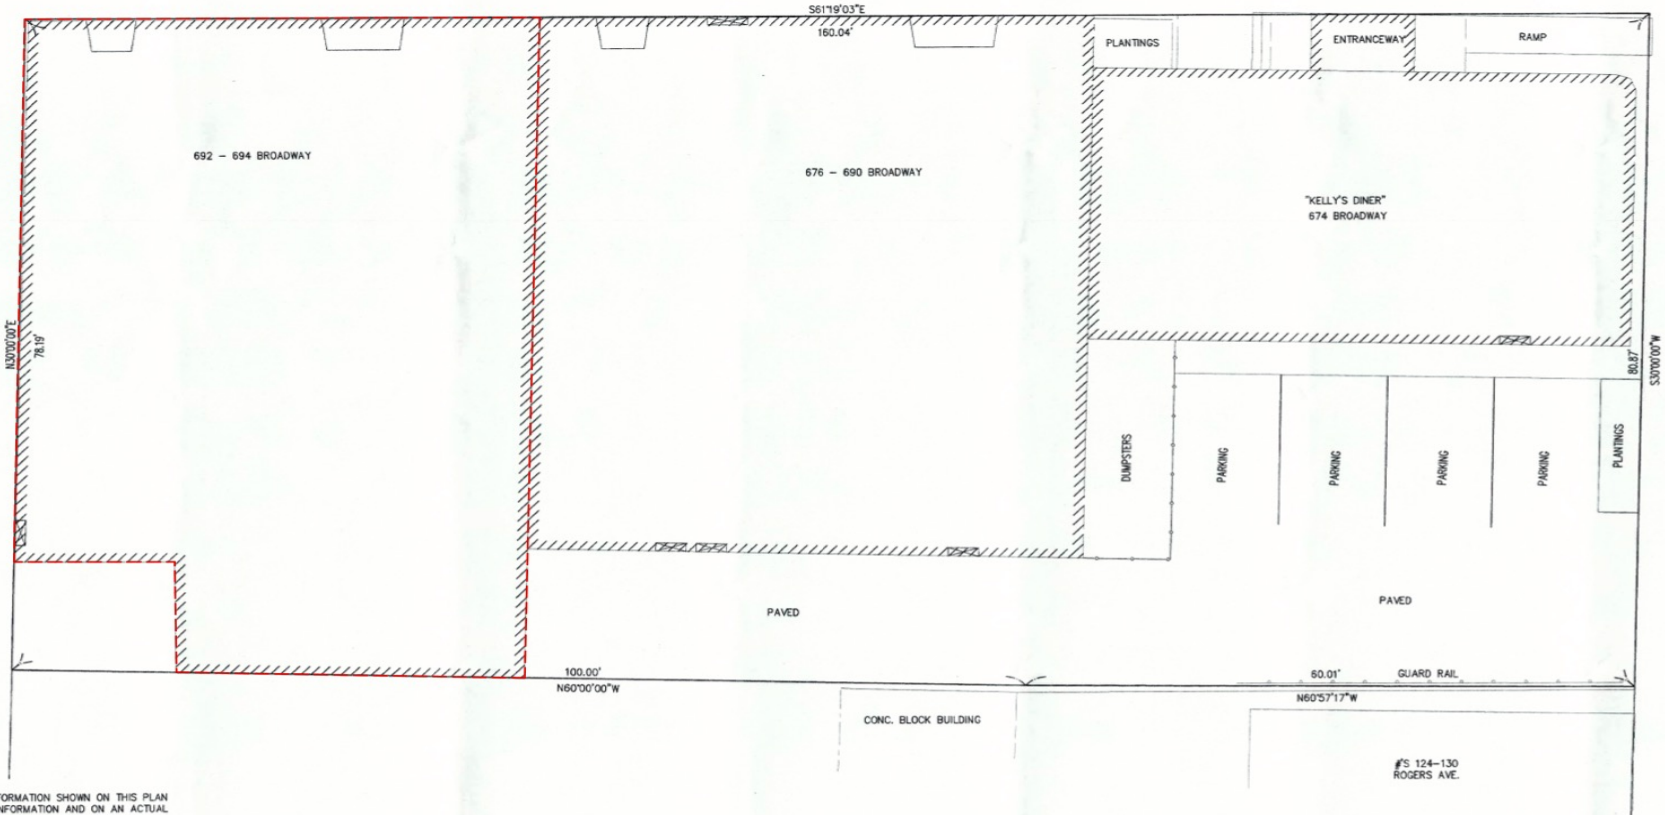 S61°19'03"E
160.04'
PLANTINGS
ENTRANCEWAY
RAMP
692 - 694 BROADWAY
676 - 690 BROADWAY
"KELLY'S DINER"
674 BROADWAY
N30°00'00"E
78.19'
80.87'
S30°00'00"W
DUMPSTERS
PARKING
PARKING
PARKING
PARKING
PLANTINGS
PAVED
PAVED
100.00'
N60°00'00"W
60.01'
GUARD RAIL
N60°57'17"W
CONC. BLOCK BUILDING
#'S 124-130
ROGERS AVE.
FORMATION SHOWN ON THIS PLAN
NFORMATION AND ON AN ACTUAL